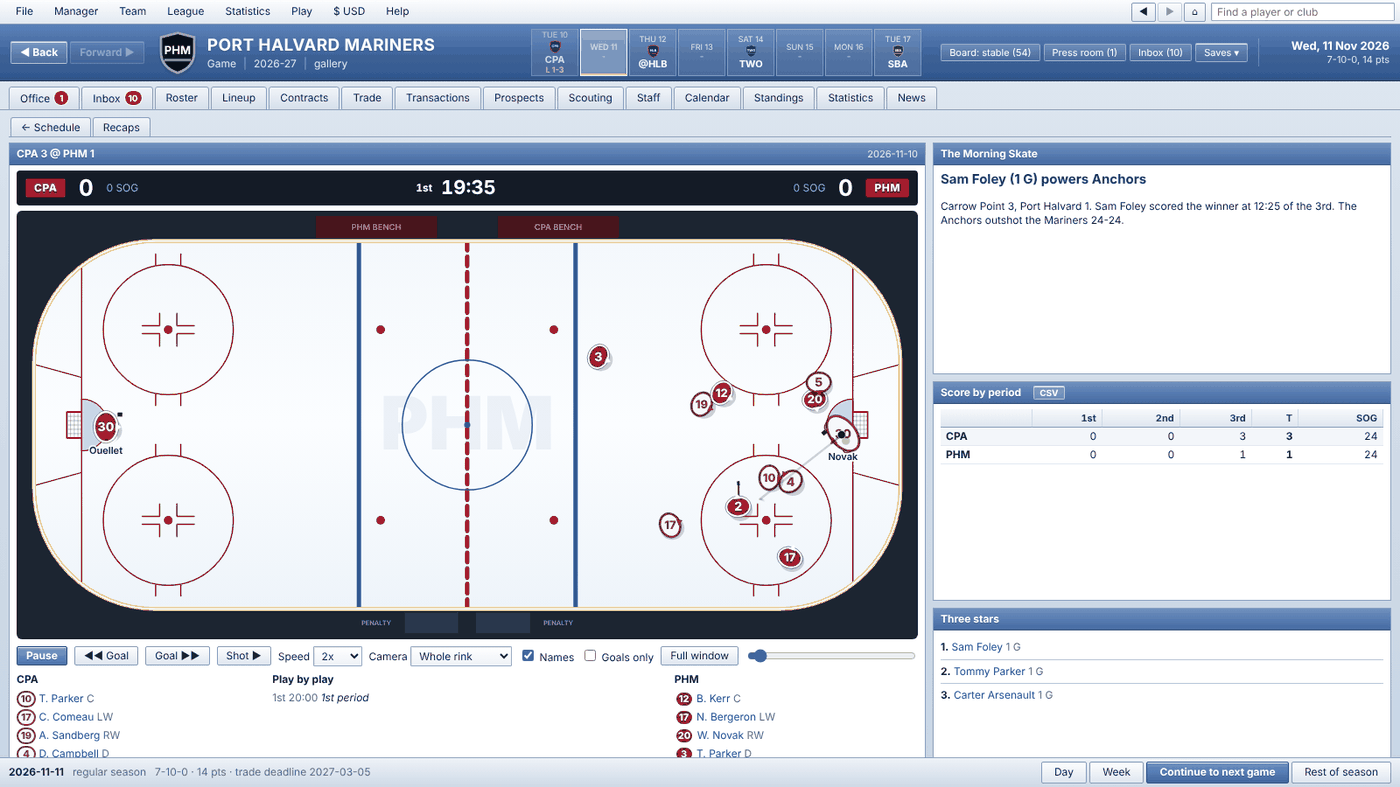 File Manager Team League Statistics Play $ USD Help
◀ ▶ ⌂ Find a player or club
◀ Back Forward ▶
PHM
PORT HALVARD MARINERS
Game 2026-27 gallery
TUE 10 CPA L 1-3
WED 11 -
THU 12 @HLB
FRI 13 -
SAT 14 TWO
SUN 15 -
MON 16 -
TUE 17 SBA
Board: stable (54) Press room (1) Inbox (10) Saves ▾
Wed, 11 Nov 2026
7-10-0, 14 pts
Office 1 Inbox 10 Roster Lineup Contracts Trade Transactions Prospects Scouting Staff Calendar Standings Statistics News
← Schedule Recaps
CPA 3 @ PHM 1 2026-11-10
CPA 0 0 SOG 1st 19:35 0 SOG 0 PHM
PHM BENCH CPA BENCH
PHM
3
5
12
20
19
30
Ouellet
Novak
10
4
2
17
17
PENALTY PENALTY
Pause ◀◀ Goal Goal ▶▶ Shot ▶ Speed 2x Camera Whole rink Names Goals only Full window
CPA
10 T. Parker C
17 C. Comeau LW
19 A. Sandberg RW
4 D. Campbell D
Play by play
1st 20:00 1st period
PHM
12 B. Kerr C
17 N. Bergeron LW
20 W. Novak RW
3 T. Parker D
The Morning Skate
Sam Foley (1 G) powers Anchors
Carrow Point 3, Port Halvard 1. Sam Foley scored the winner at 12:25 of the 3rd. The
Anchors outshot the Mariners 24-24.
Score by period CSV
1st 2nd 3rd T SOG
CPA 0 0 3 3 24
PHM 0 0 1 1 24
Three stars
1. Sam Foley 1 G
2. Tommy Parker 1 G
3. Carter Arsenault 1 G
2026-11-11 regular season 7-10-0 · 14 pts · trade deadline 2027-03-05
Day Week Continue to next game Rest of season